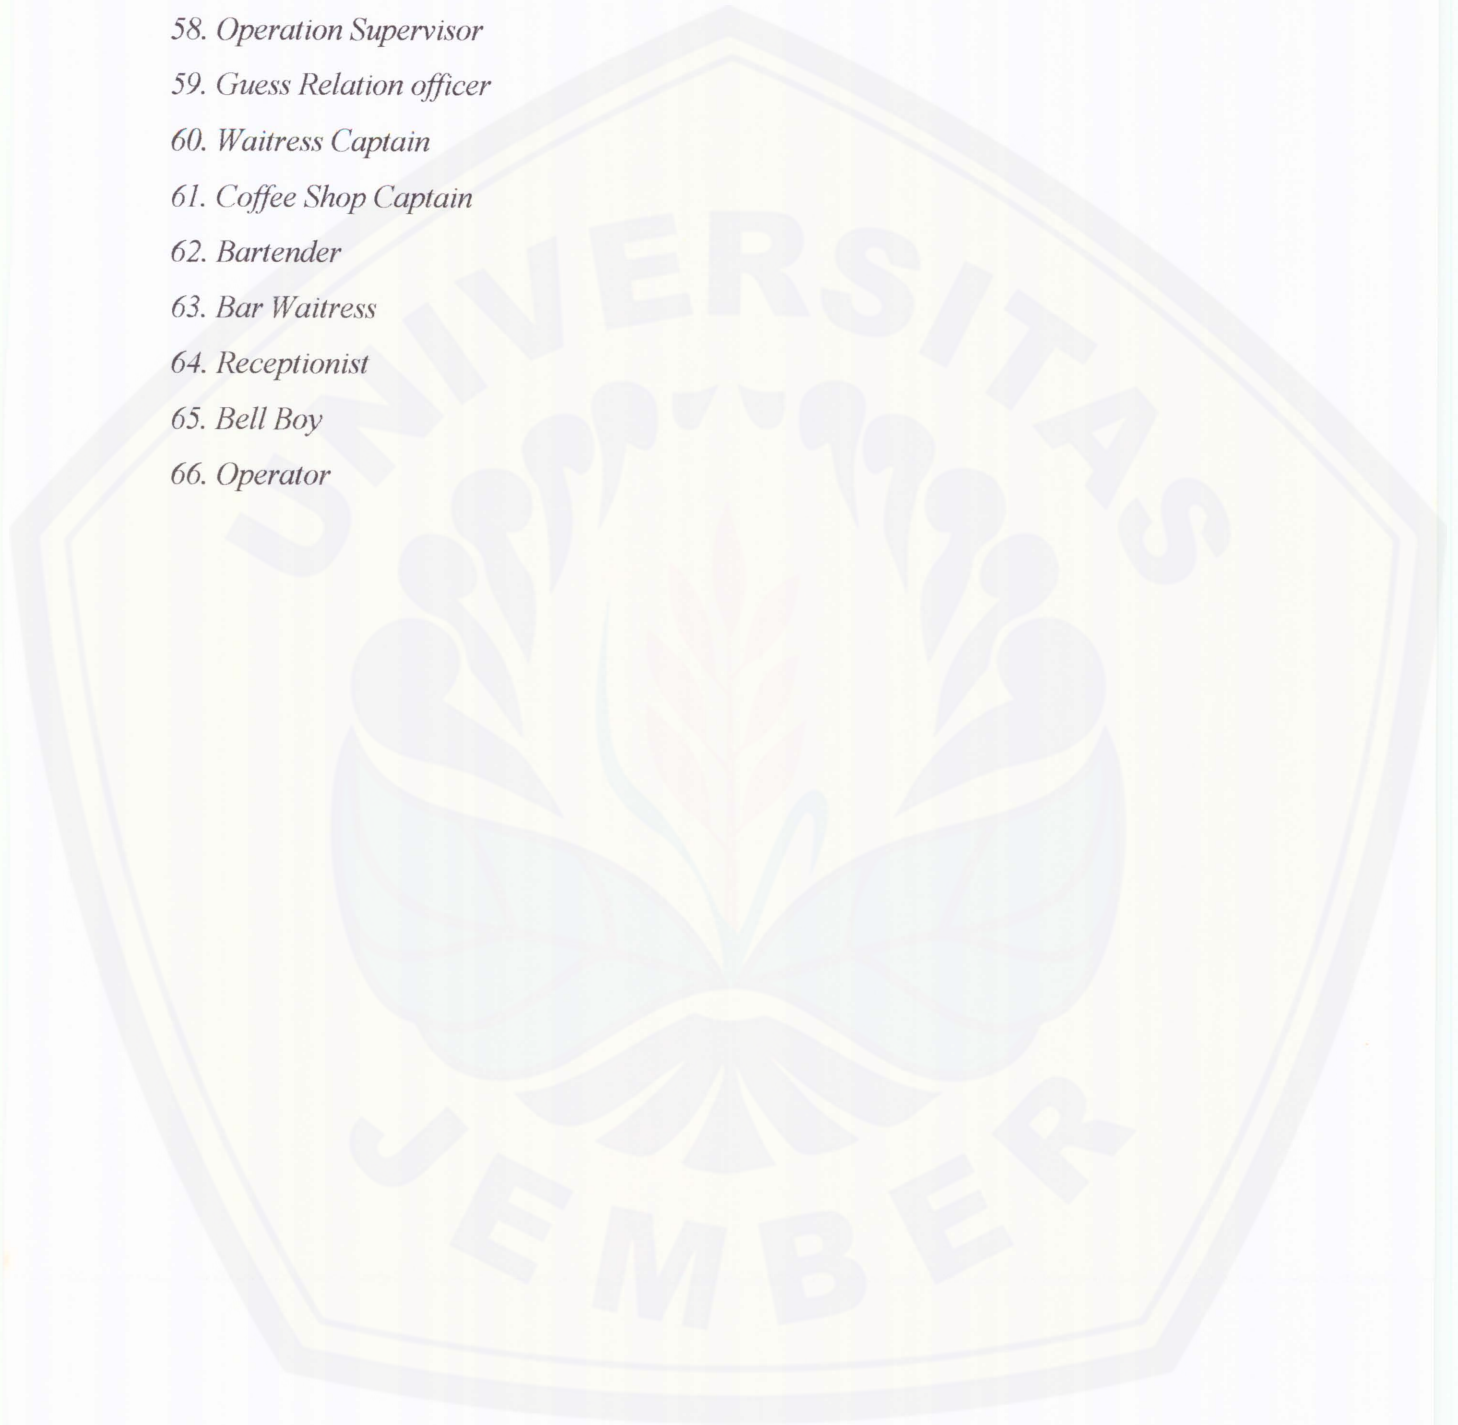 58. Operation Supervisor
59. Guess Relation officer
60. Waitress Captain
61. Coffee Shop Captain
62. Bartender
63. Bar Waitress
64. Receptionist
65. Bell Boy
66. Operator
UNIVERSITAS
JEMBER